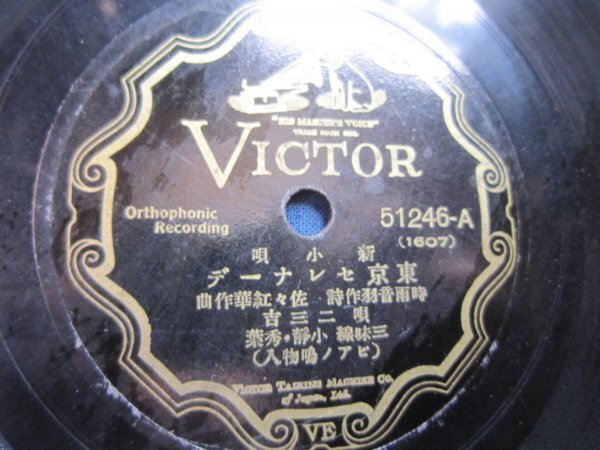 "HIS MASTER'S VOICE"
TRADE MARK REG.
VICTOR
Orthophonic
Recording
51246-A
(1607)
新小唄
東京セレナーデ
時雨音羽作詩 佐々紅華作曲
唄 二三吉
三味線 小靜・秀葉
(ピアノ鳴物入)
VICTOR TALKING MACHINE CO.
of Japan, Ltd.
VE